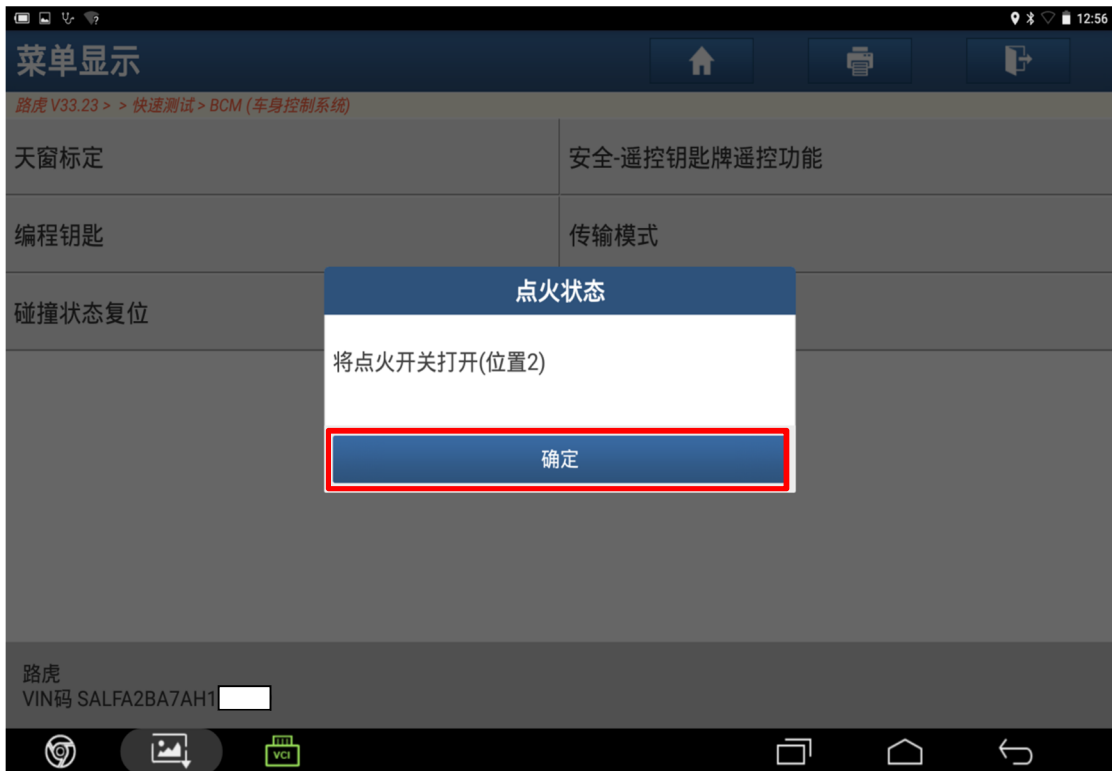 12:56
菜单显示
路虎 V33.23 > > 快速测试 > BCM (车身控制系统)
天窗标定
安全-遥控钥匙牌遥控功能
编程钥匙
传输模式
碰撞状态复位
点火状态
将点火开关打开(位置2)
确定
路虎
VIN码 SALFA2BA7AH1
VCI